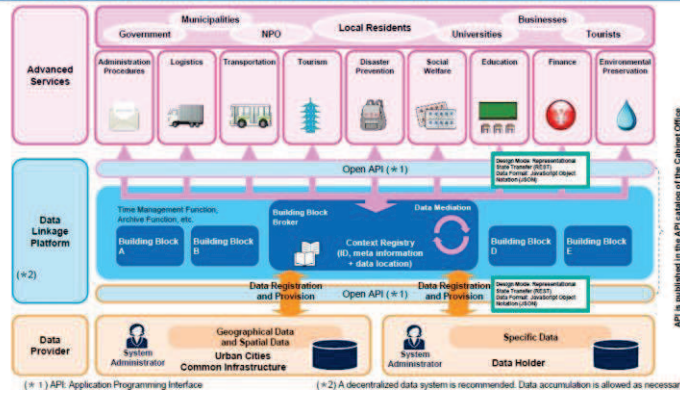 Municipalities
Businesses
Government
NPO
Local Residents
Universities
Tourists
Advanced
Services
Administration
Procedures
Logistics
Transportation
Tourism
Disaster
Prevention
Social
Welfare
Education
Finance
Environmental
Preservation
Open API (*1)
Design Mode: Representational
State Transfer (REST)
Data Format: JavaScript Object
Notation (JSON)
Data
Linkage
Platform
(*2)
Time Management Function,
Archive Function, etc.
Building Block
A
Building Block
B
Building Block
Broker
Data Mediation
Context Registry
(ID, meta information
+ data location)
Building Block
D
Building Block
E
Data Registration
and Provision
Open API (*1)
Data Registration
and Provision
Design Mode: Representational
State Transfer (REST)
Data Format: JavaScript Object
Notation (JSON)
API is published in the API catalog of the Cabinet Office
Data
Provider
System
Administrator
Geographical Data
and Spatial Data
Urban Cities
Common Infrastructure
System
Administrator
Specific Data
Data Holder
(*1) API: Application Programming Interface
(*2) A decentralized data system is recommended. Data accumulation is allowed as necessar